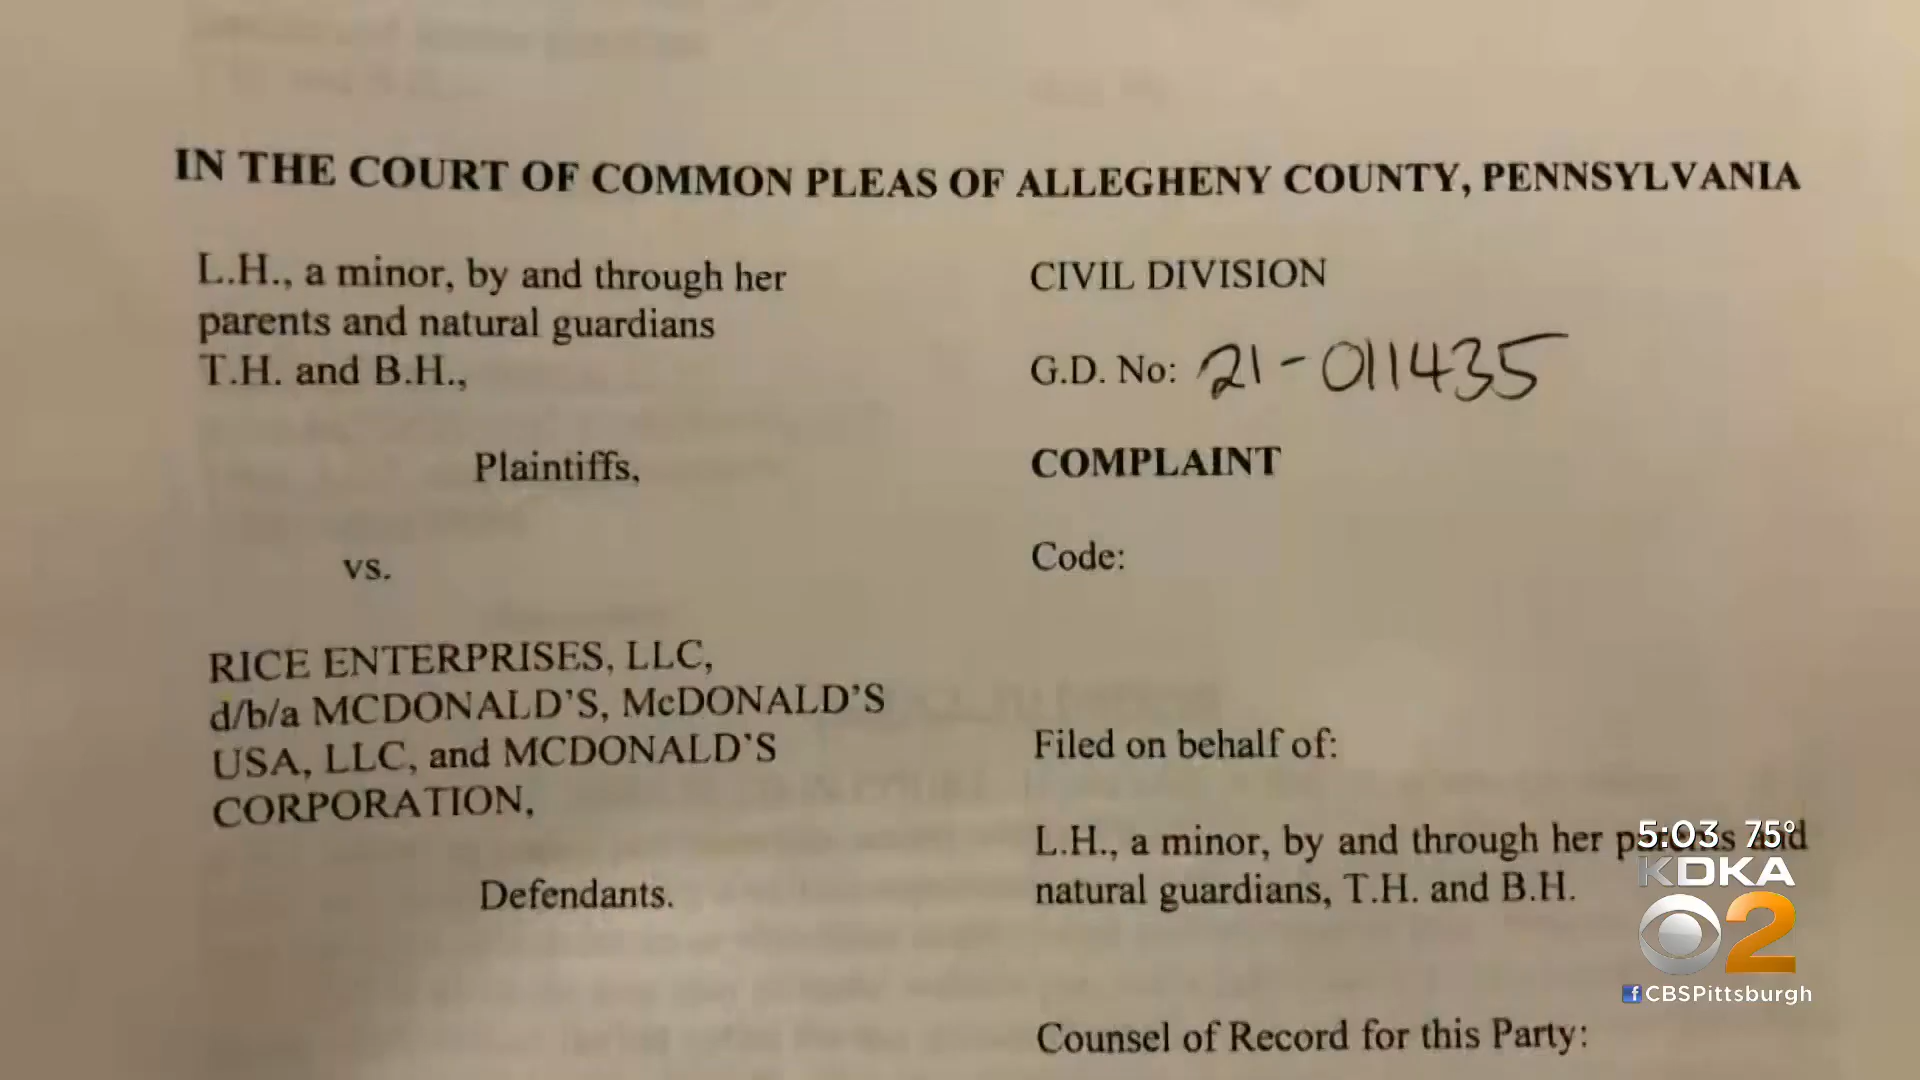 IN THE COURT OF COMMON PLEAS OF ALLEGHENY COUNTY, PENNSYLVANIA
L.H., a minor, by and through her
parents and natural guardians
T.H. and B.H.,
Plaintiffs,
vs.
RICE ENTERPRISES, LLC,
d/b/a MCDONALD'S, McDONALD'S
USA, LLC, and MCDONALD'S
CORPORATION,
Defendants.
CIVIL DIVISION
G.D. No: 21-011435
COMPLAINT
Code:
Filed on behalf of:
L.H., a minor, by and through her parents and
natural guardians, T.H. and B.H.
Counsel of Record for this Party:
5:03 75°
KDKA
2
f CBSPittsburgh